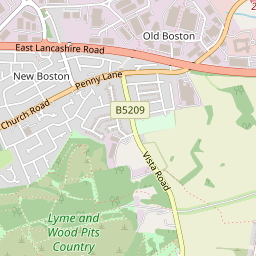 Old Boston
East Lancashire Road
New Boston
Penny Lane
Church Road
B5209
Vista Road
Lyme and
Wood Pits
Country
2